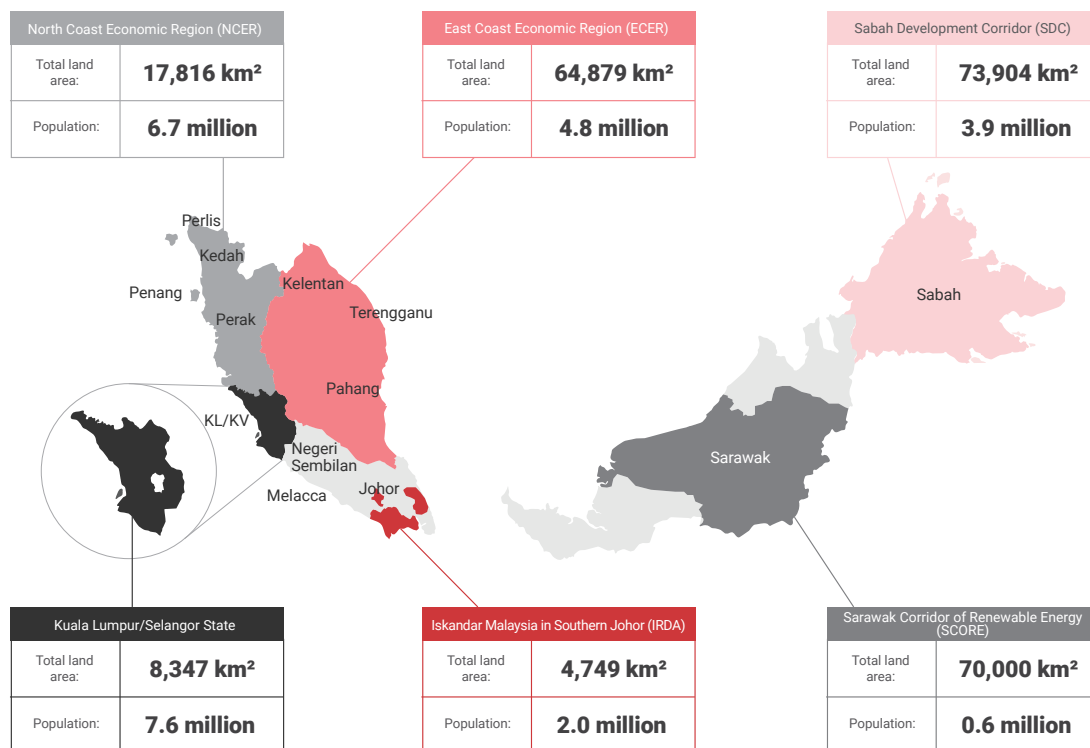 North Coast Economic Region (NCER)
Total land
area:
17,816 km²
Population:
6.7 million
East Coast Economic Region (ECER)
Total land
area:
64,879 km²
Population:
4.8 million
Sabah Development Corridor (SDC)
Total land
area:
73,904 km²
Population:
3.9 million
Perlis
Kedah
Penang
Perak
Kelentan
Terengganu
Pahang
KL/KV
Negeri
Sembilan
Melacca
Johor
Sabah
Sarawak
Kuala Lumpur/Selangor State
Total land
area:
8,347 km²
Population:
7.6 million
Iskandar Malaysia in Southern Johor (IRDA)
Total land
area:
4,749 km²
Population:
2.0 million
Sarawak Corridor of Renewable Energy
(SCORE)
Total land
area:
70,000 km²
Population:
0.6 million